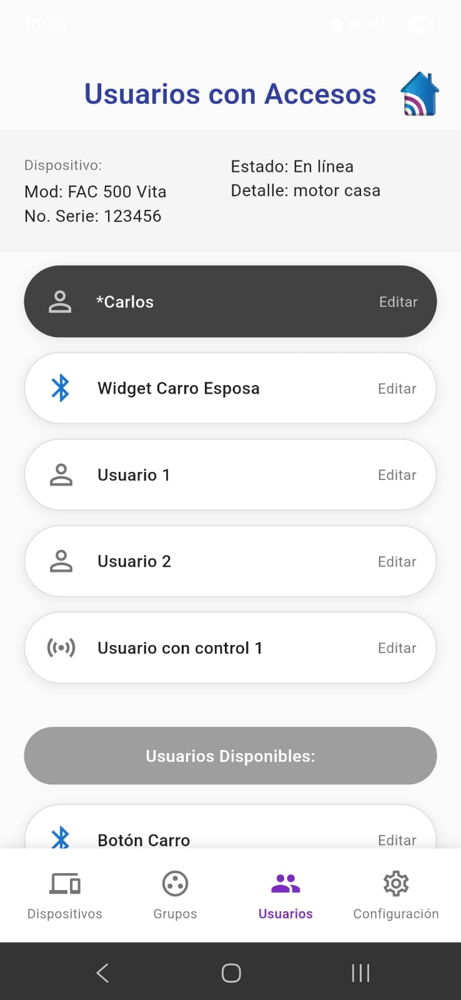 10:36
Usuarios con Accesos
Dispositivo:
Mod: FAC 500 Vita
No. Serie: 123456
Estado: En línea
Detalle: motor casa
*Carlos
Editar
Widget Carro Esposa
Editar
Usuario 1
Editar
Usuario 2
Editar
Usuario con control 1
Editar
Usuarios Disponibles:
Botón Carro
Editar
Dispositivos
Grupos
Usuarios
Configuración